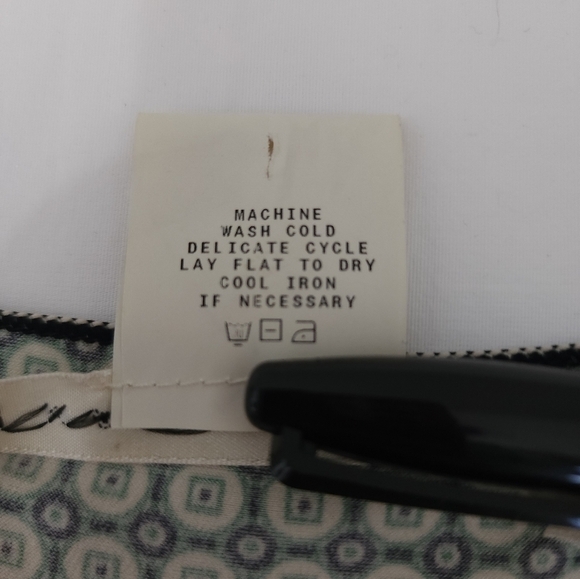 MACHINE
WASH COLD
DELICATE CYCLE
LAY FLAT TO DRY
COOL IRON
IF NECESSARY